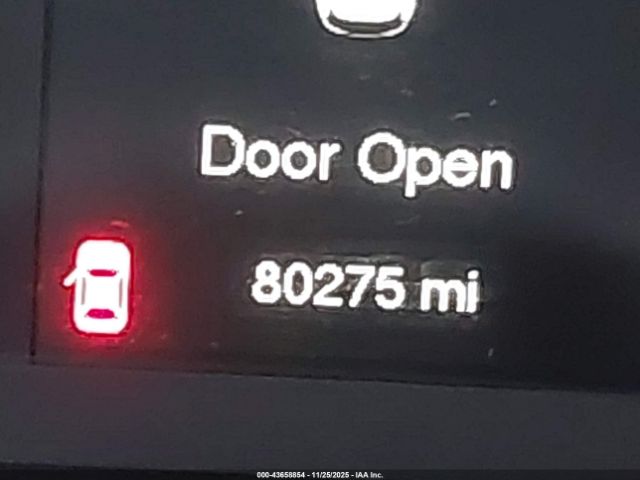 Door Open
80275 mi
000-43658854 - 11/25/2025 - IAA Inc.